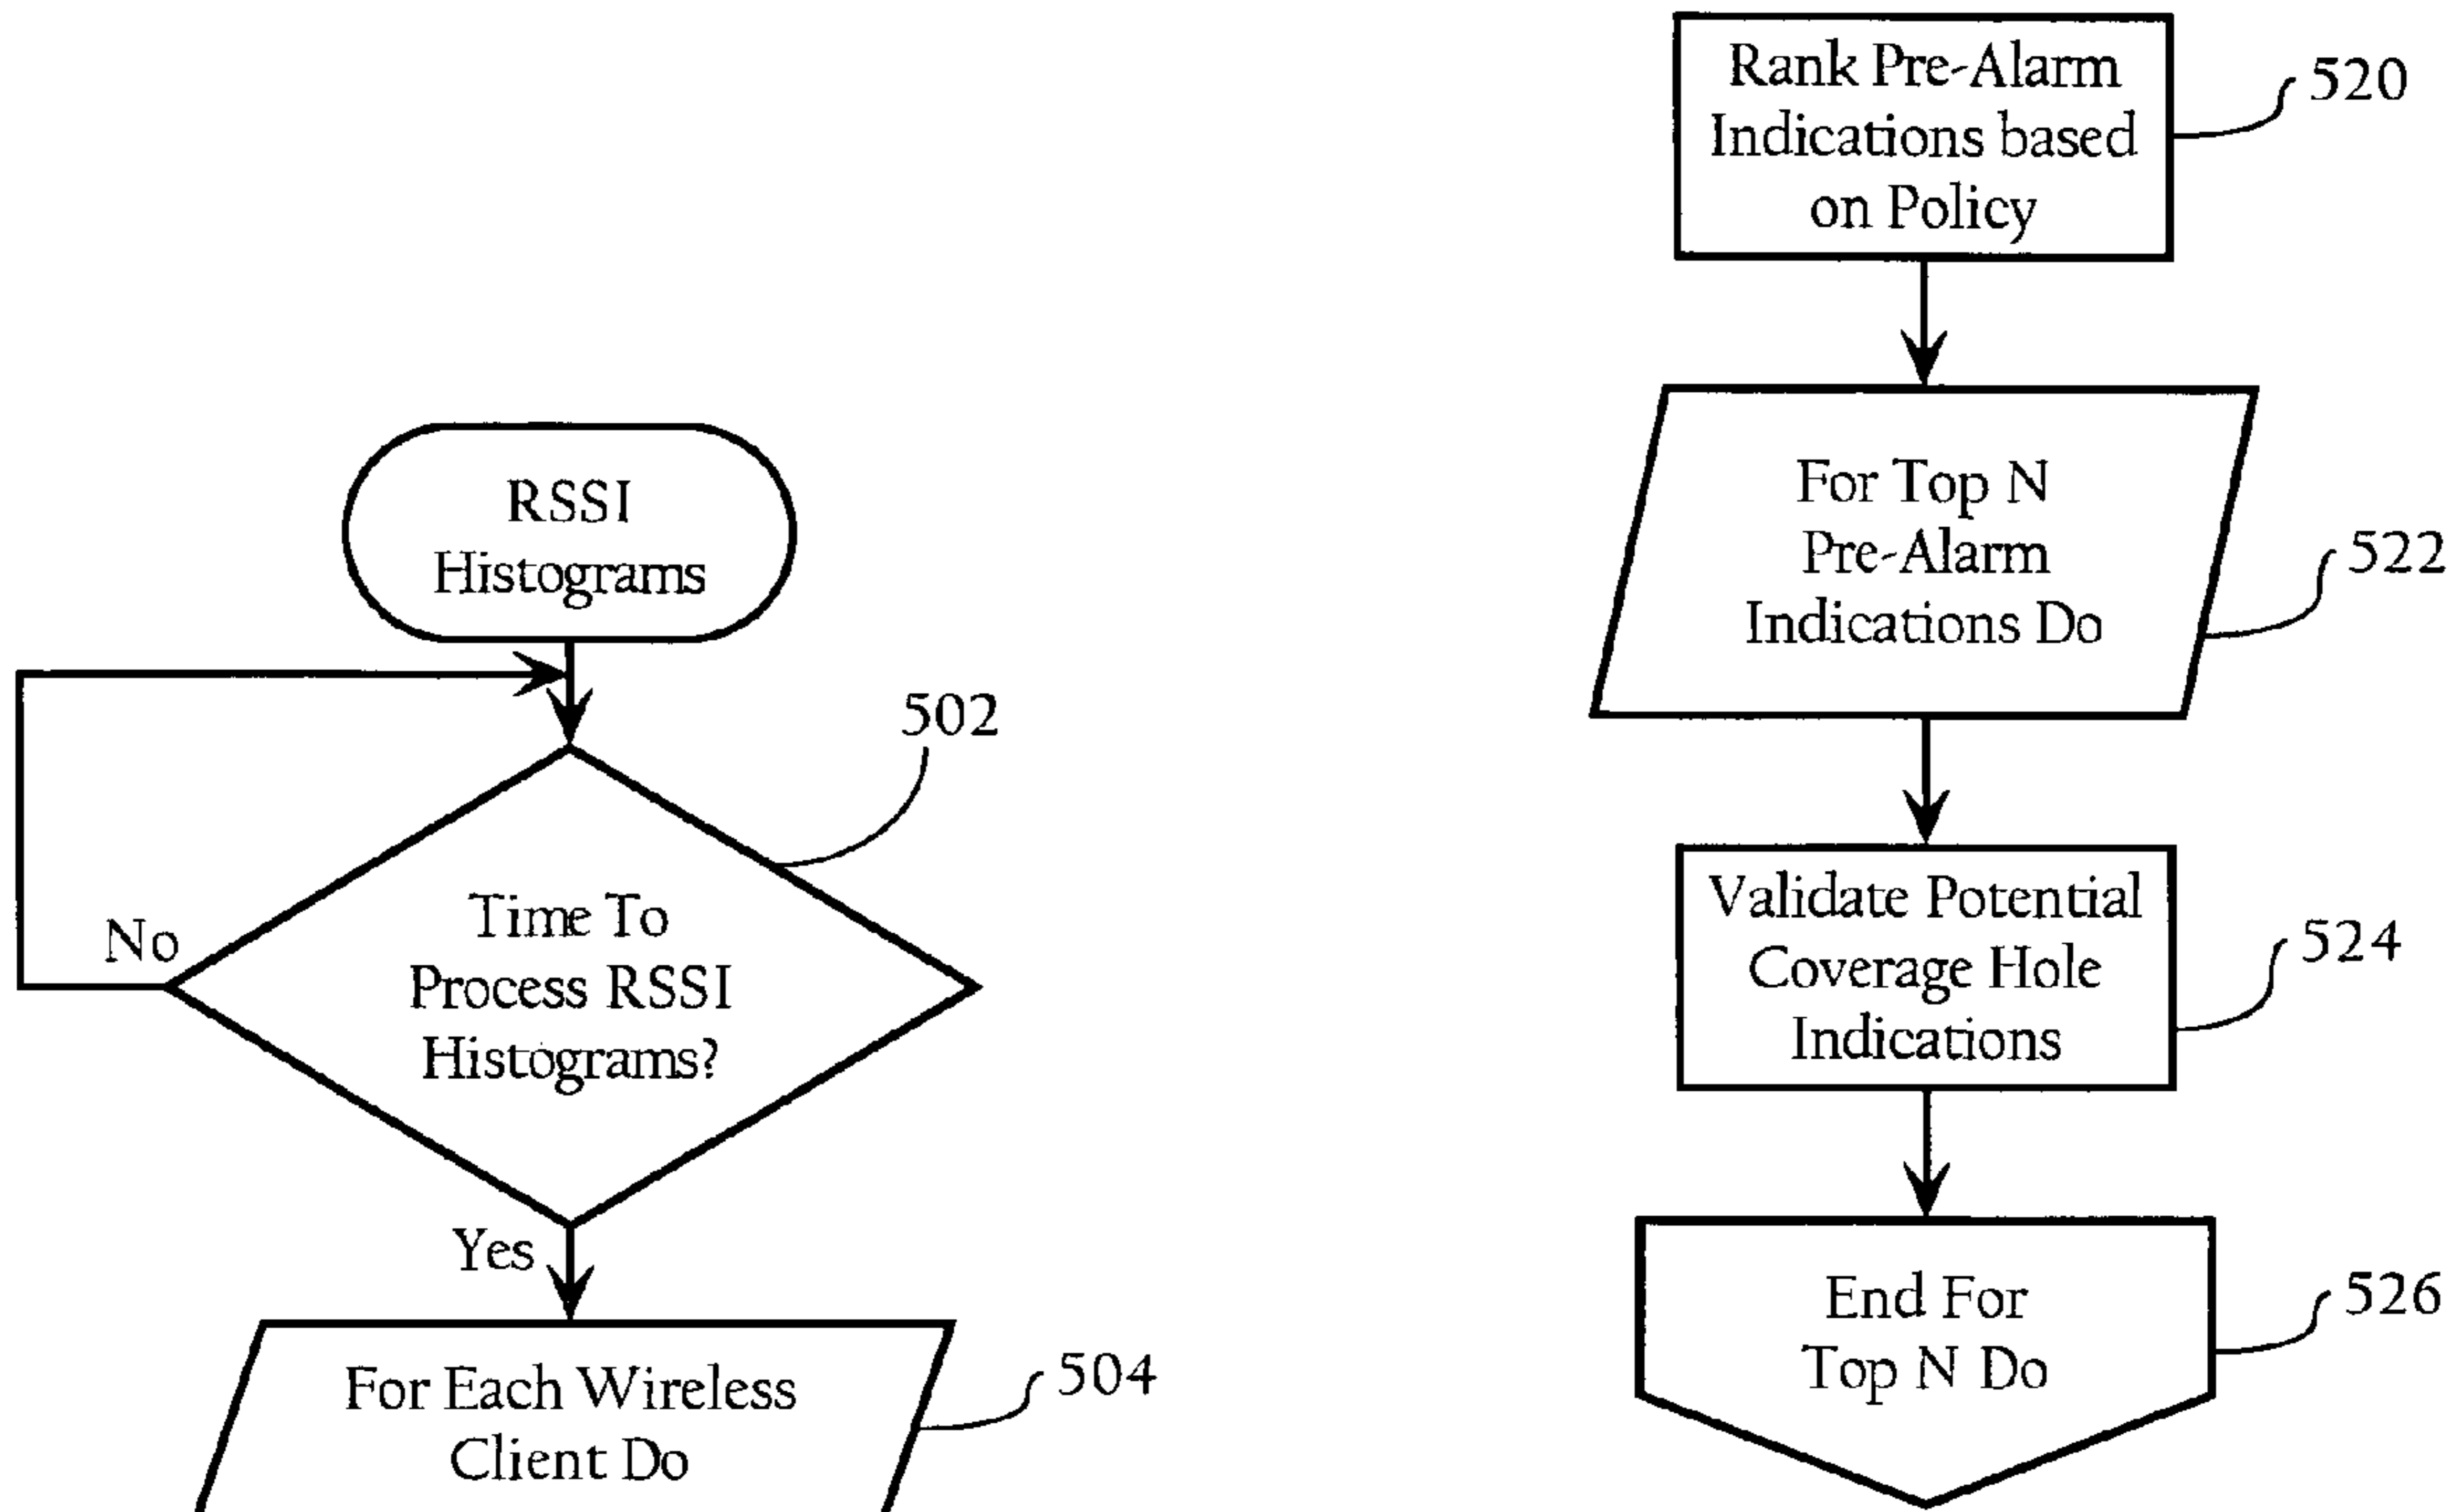 RSSI
Histograms
502
Time To
Process RSSI
Histograms?
No
Yes
For Each Wireless
Client Do
504
Rank Pre-Alarm
Indications based
on Policy
520
For Top N
Pre-Alarm
Indications Do
522
Validate Potential
Coverage Hole
Indications
524
End For
Top N Do
526